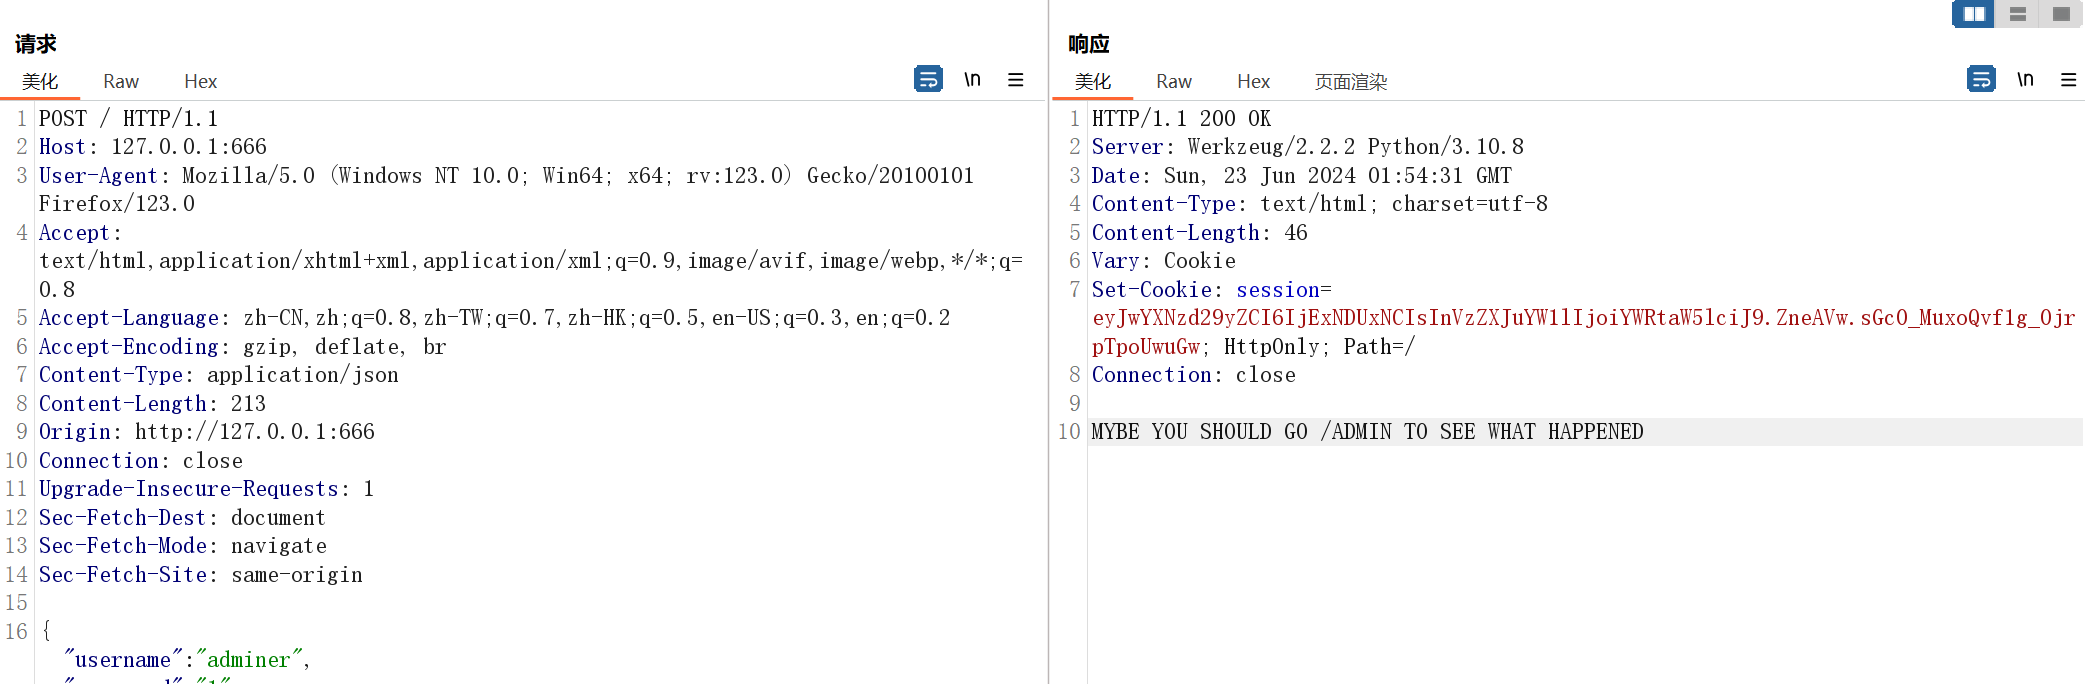 请求
美化 Raw Hex \n
1 POST / HTTP/1.1
2 Host: 127.0.0.1:666
3 User-Agent: Mozilla/5.0 (Windows NT 10.0; Win64; x64; rv:123.0) Gecko/20100101
Firefox/123.0
4 Accept:
text/html,application/xhtml+xml,application/xml;q=0.9,image/avif,image/webp,*/*;q=
0.8
5 Accept-Language: zh-CN,zh;q=0.8,zh-TW;q=0.7,zh-HK;q=0.5,en-US;q=0.3,en;q=0.2
6 Accept-Encoding: gzip, deflate, br
7 Content-Type: application/json
8 Content-Length: 213
9 Origin: http://127.0.0.1:666
10 Connection: close
11 Upgrade-Insecure-Requests: 1
12 Sec-Fetch-Dest: document
13 Sec-Fetch-Mode: navigate
14 Sec-Fetch-Site: same-origin
15
16 {
"username":"adminer",
响应
美化 Raw Hex 页面渲染 \n
1 HTTP/1.1 200 OK
2 Server: Werkzeug/2.2.2 Python/3.10.8
3 Date: Sun, 23 Jun 2024 01:54:31 GMT
4 Content-Type: text/html; charset=utf-8
5 Content-Length: 46
6 Vary: Cookie
7 Set-Cookie: session=
eyJwYXNzd29yZCI6IjExNDUxNCIsInVzZXJuYW1lIjoiYWRtaW5lciJ9.ZneAVw.sGc0_MuxoQvf1g_0jr
pTpoUwuGw; HttpOnly; Path=/
8 Connection: close
9
10 MYBE YOU SHOULD GO /ADMIN TO SEE WHAT HAPPENED